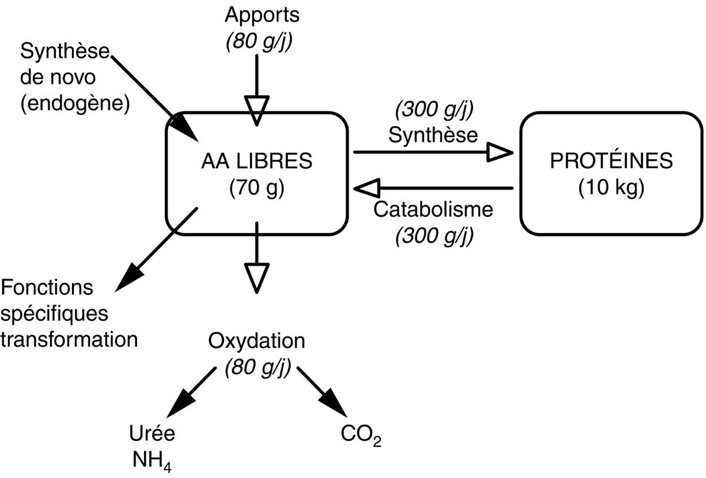 Apports
(80 g/j)
Synthèse
de novo
(endogène)
AA LIBRES
(70 g)
(300 g/j)
Synthèse
Catabolisme
(300 g/j)
PROTÉINES
(10 kg)
Fonctions
spécifiques
transformation
Oxydation
(80 g/j)
Urée
NH4
CO2